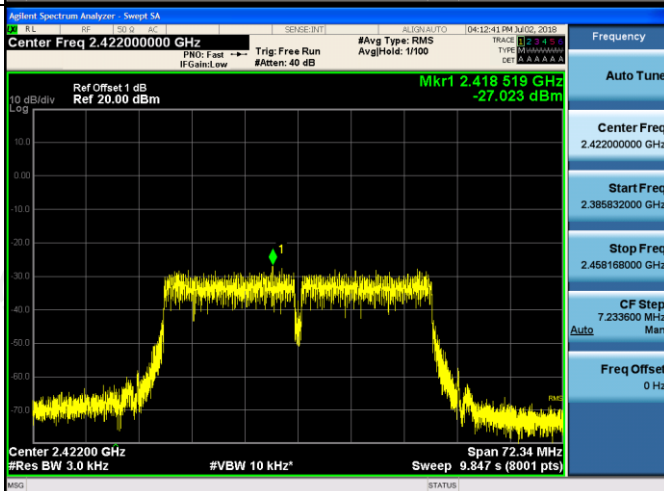 Agilent Spectrum Analyzer - Swept SA
RL RF 50 Ω AC SENSE:INT ALIGN AUTO 04:12:41 PM Jul 02, 2018
Center Freq 2.422000000 GHz
PNO: Fast
IFGain:Low
Trig: Free Run
#Atten: 40 dB
#Avg Type: RMS
Avg|Hold: 1/100
TRACE 1 2 3 4 5 6
TYPE M
DET A A A A A A
Ref Offset 1 dB
Ref 20.00 dBm
10 dB/div
Log
Mkr1 2.418 519 GHz
-27.023 dBm
10.0
0.00
-10.0
-20.0
-30.0
-40.0
-50.0
-60.0
-70.0
1
RMS
Center 2.42200 GHz
#Res BW 3.0 kHz
#VBW 10 kHz*
Span 72.34 MHz
Sweep 9.847 s (8001 pts)
MSG STATUS
Frequency
Auto Tune
Center Freq
2.422000000 GHz
Start Freq
2.385832000 GHz
Stop Freq
2.458168000 GHz
CF Step
7.233600 MHz
Auto Man
Freq Offset
0 Hz